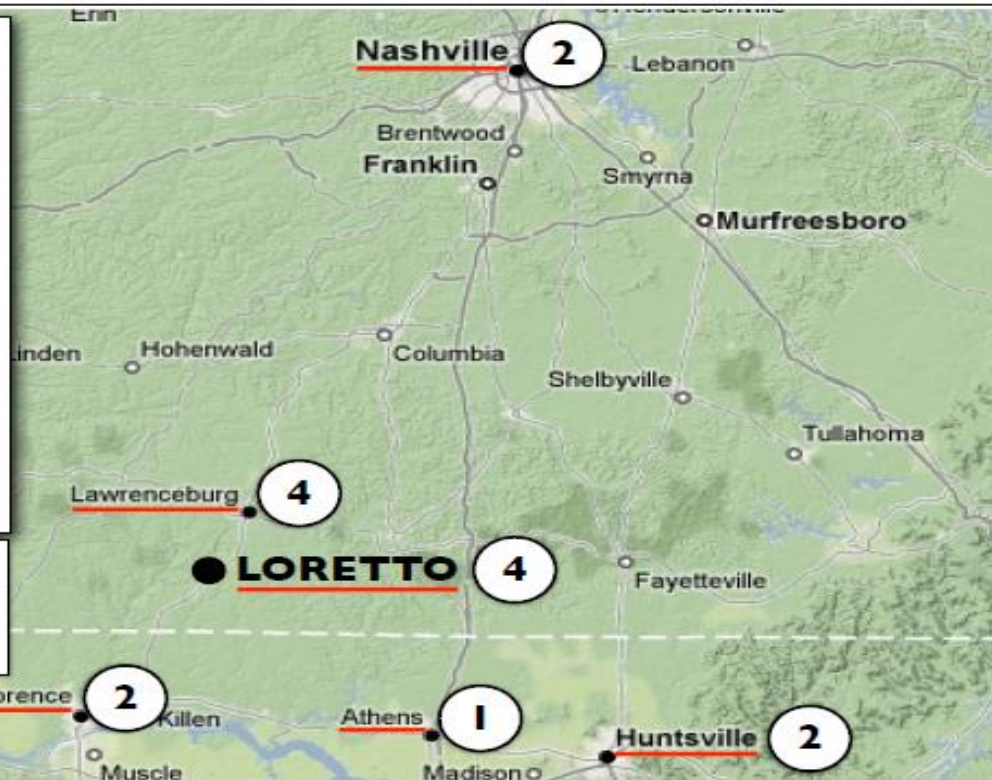 Erin
Nashville
2
Lebanon
Brentwood
Franklin
Smyrna
Murfreesboro
Hohenwald
Columbia
Shelbyville
Tullahoma
Lawrenceburg
4
LORETTO
4
Fayetteville
2
Killen
Athens
1
Huntsville
2
Muscle
Madison